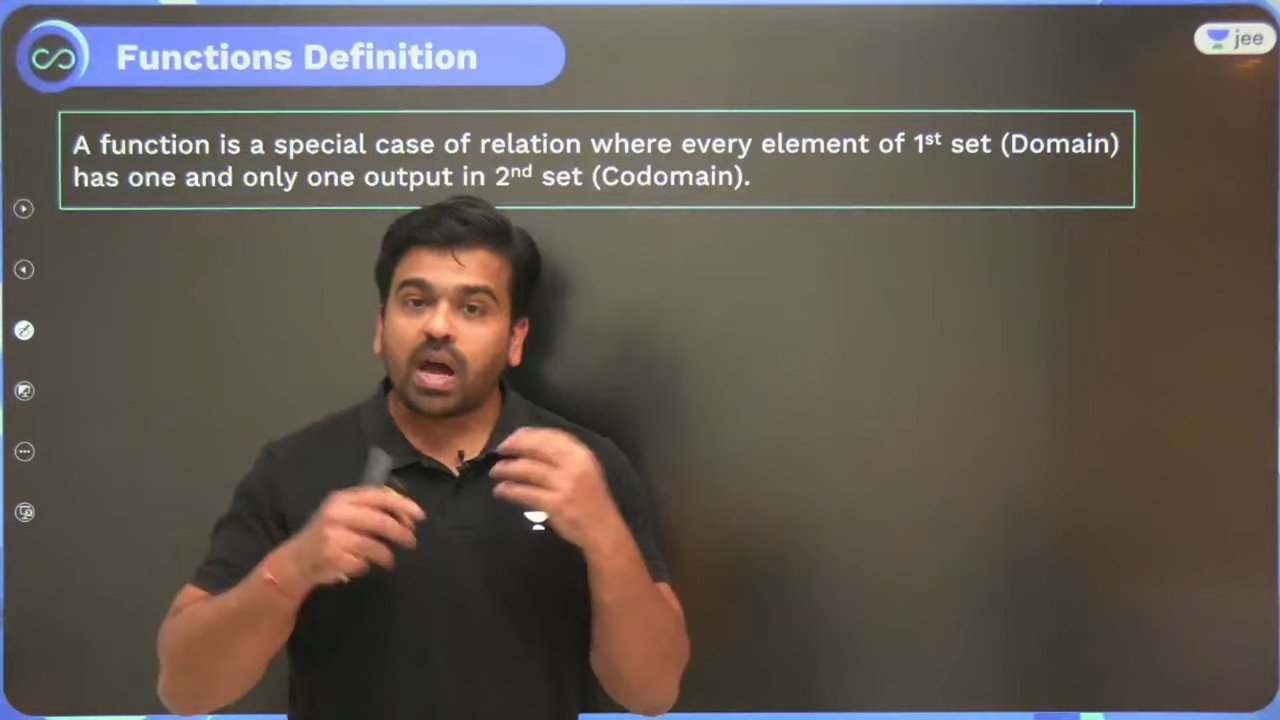 Functions Definition
jee
A function is a special case of relation where every element of 1ˢᵗ set (Domain)
has one and only one output in 2ⁿᵈ set (Codomain).